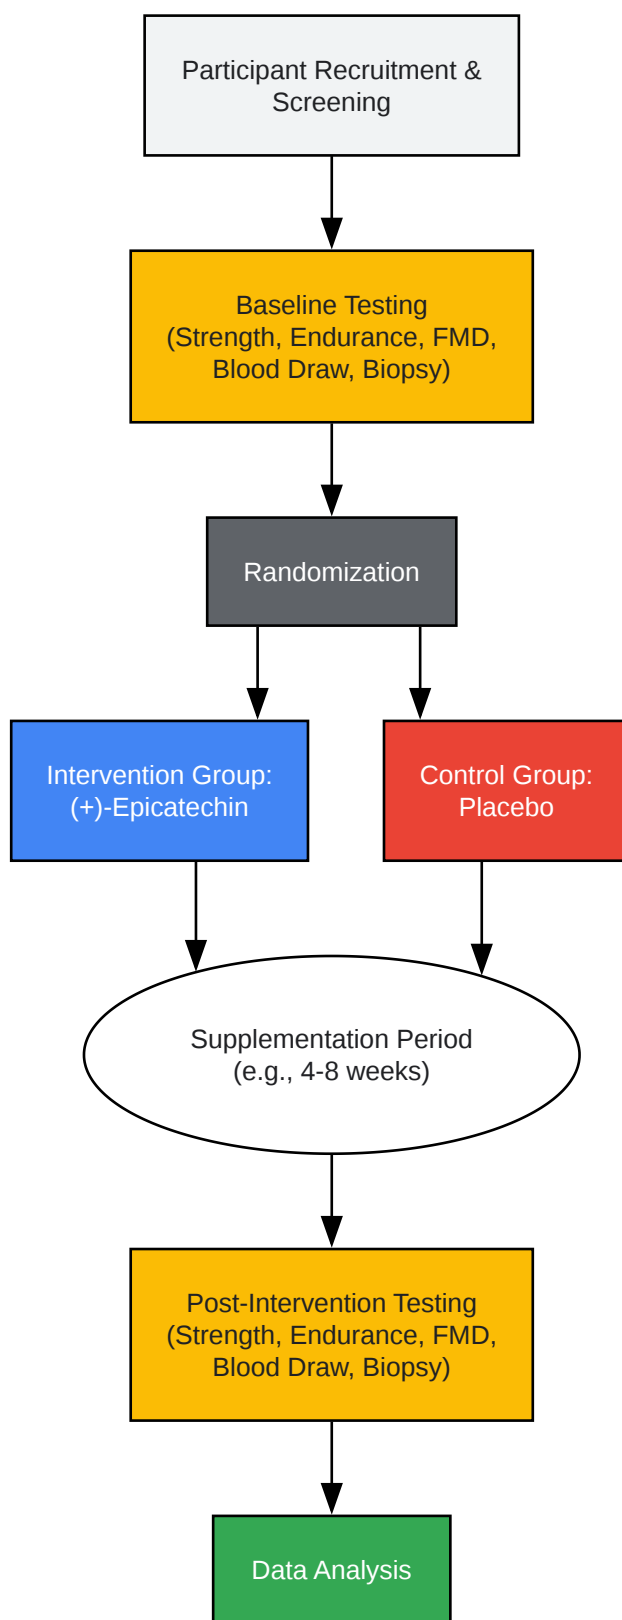 Participant Recruitment &
Screening
Baseline Testing
(Strength, Endurance, FMD,
Blood Draw, Biopsy)
Randomization
Intervention Group:
(+)-Epicatechin
Control Group:
Placebo
Supplementation Period
(e.g., 4-8 weeks)
Post-Intervention Testing
(Strength, Endurance, FMD,
Blood Draw, Biopsy)
Data Analysis